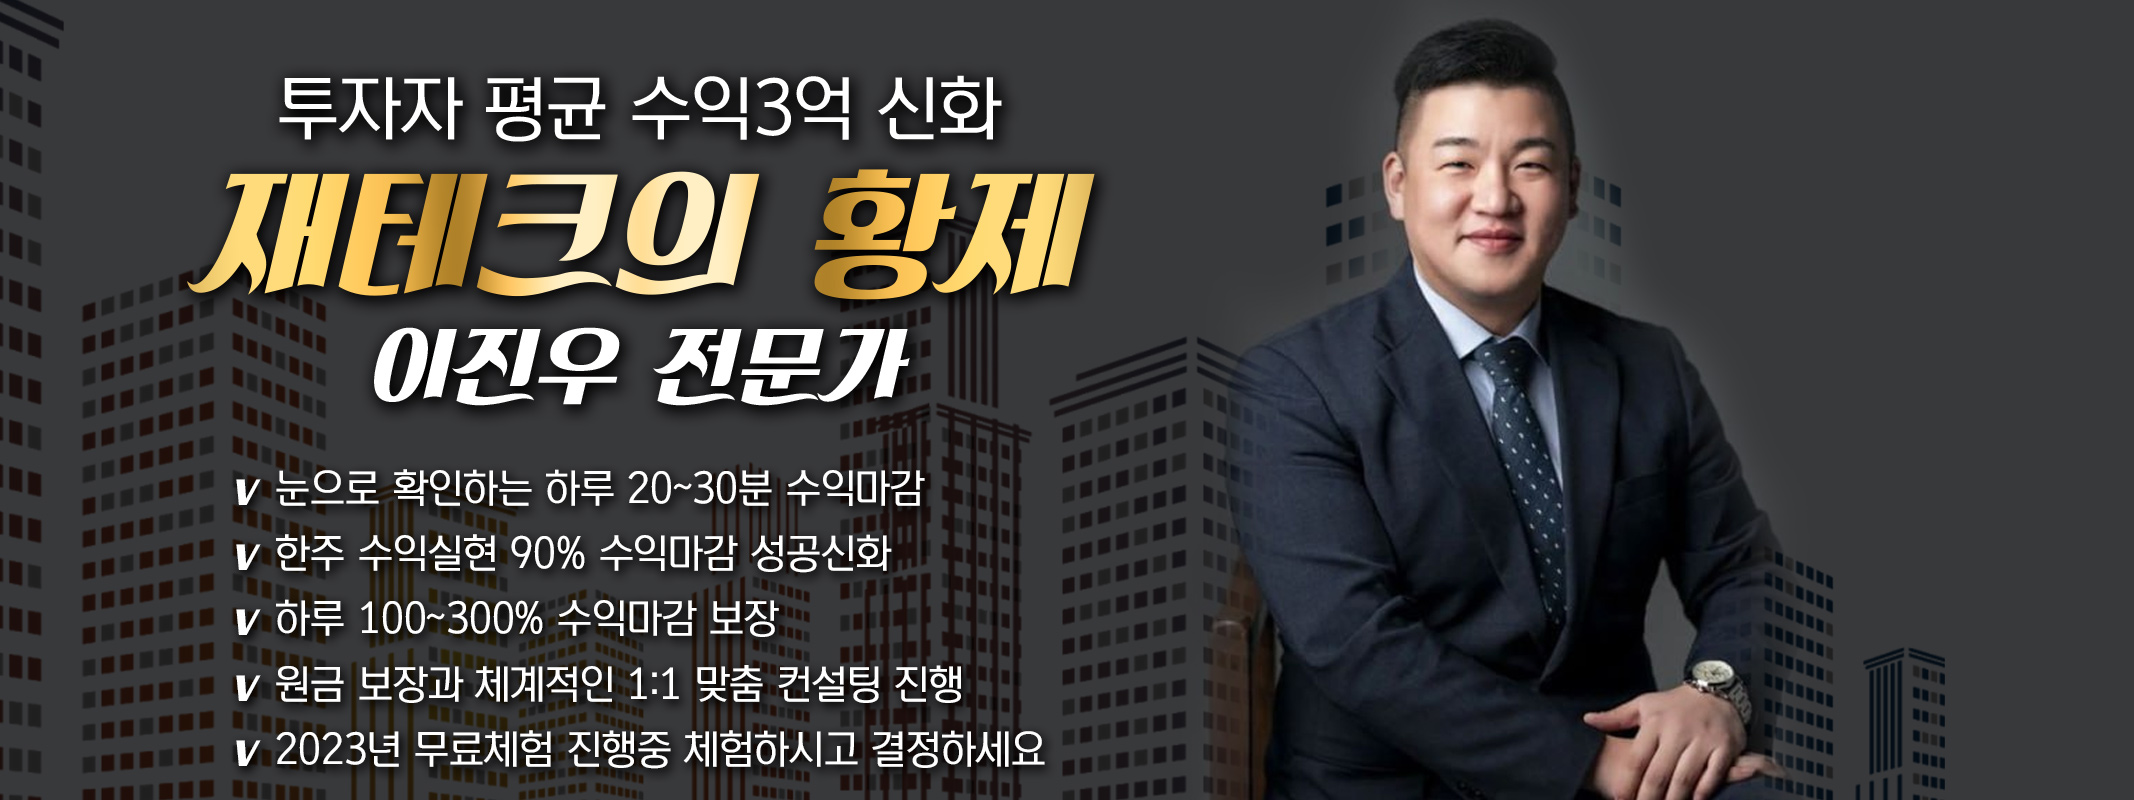 투자자 평균 수익3억 신화
재테크의 황제
이진우 전문가
v 눈으로 확인하는 하루 20~30분 수익마감
v 한주 수익실현 90% 수익마감 성공신화
v 하루 100~300% 수익마감 보장
v 원금 보장과 체계적인 1:1 맞춤 컨설팅 진행
v 2023년 무료체험 진행중 체험하시고 결정하세요